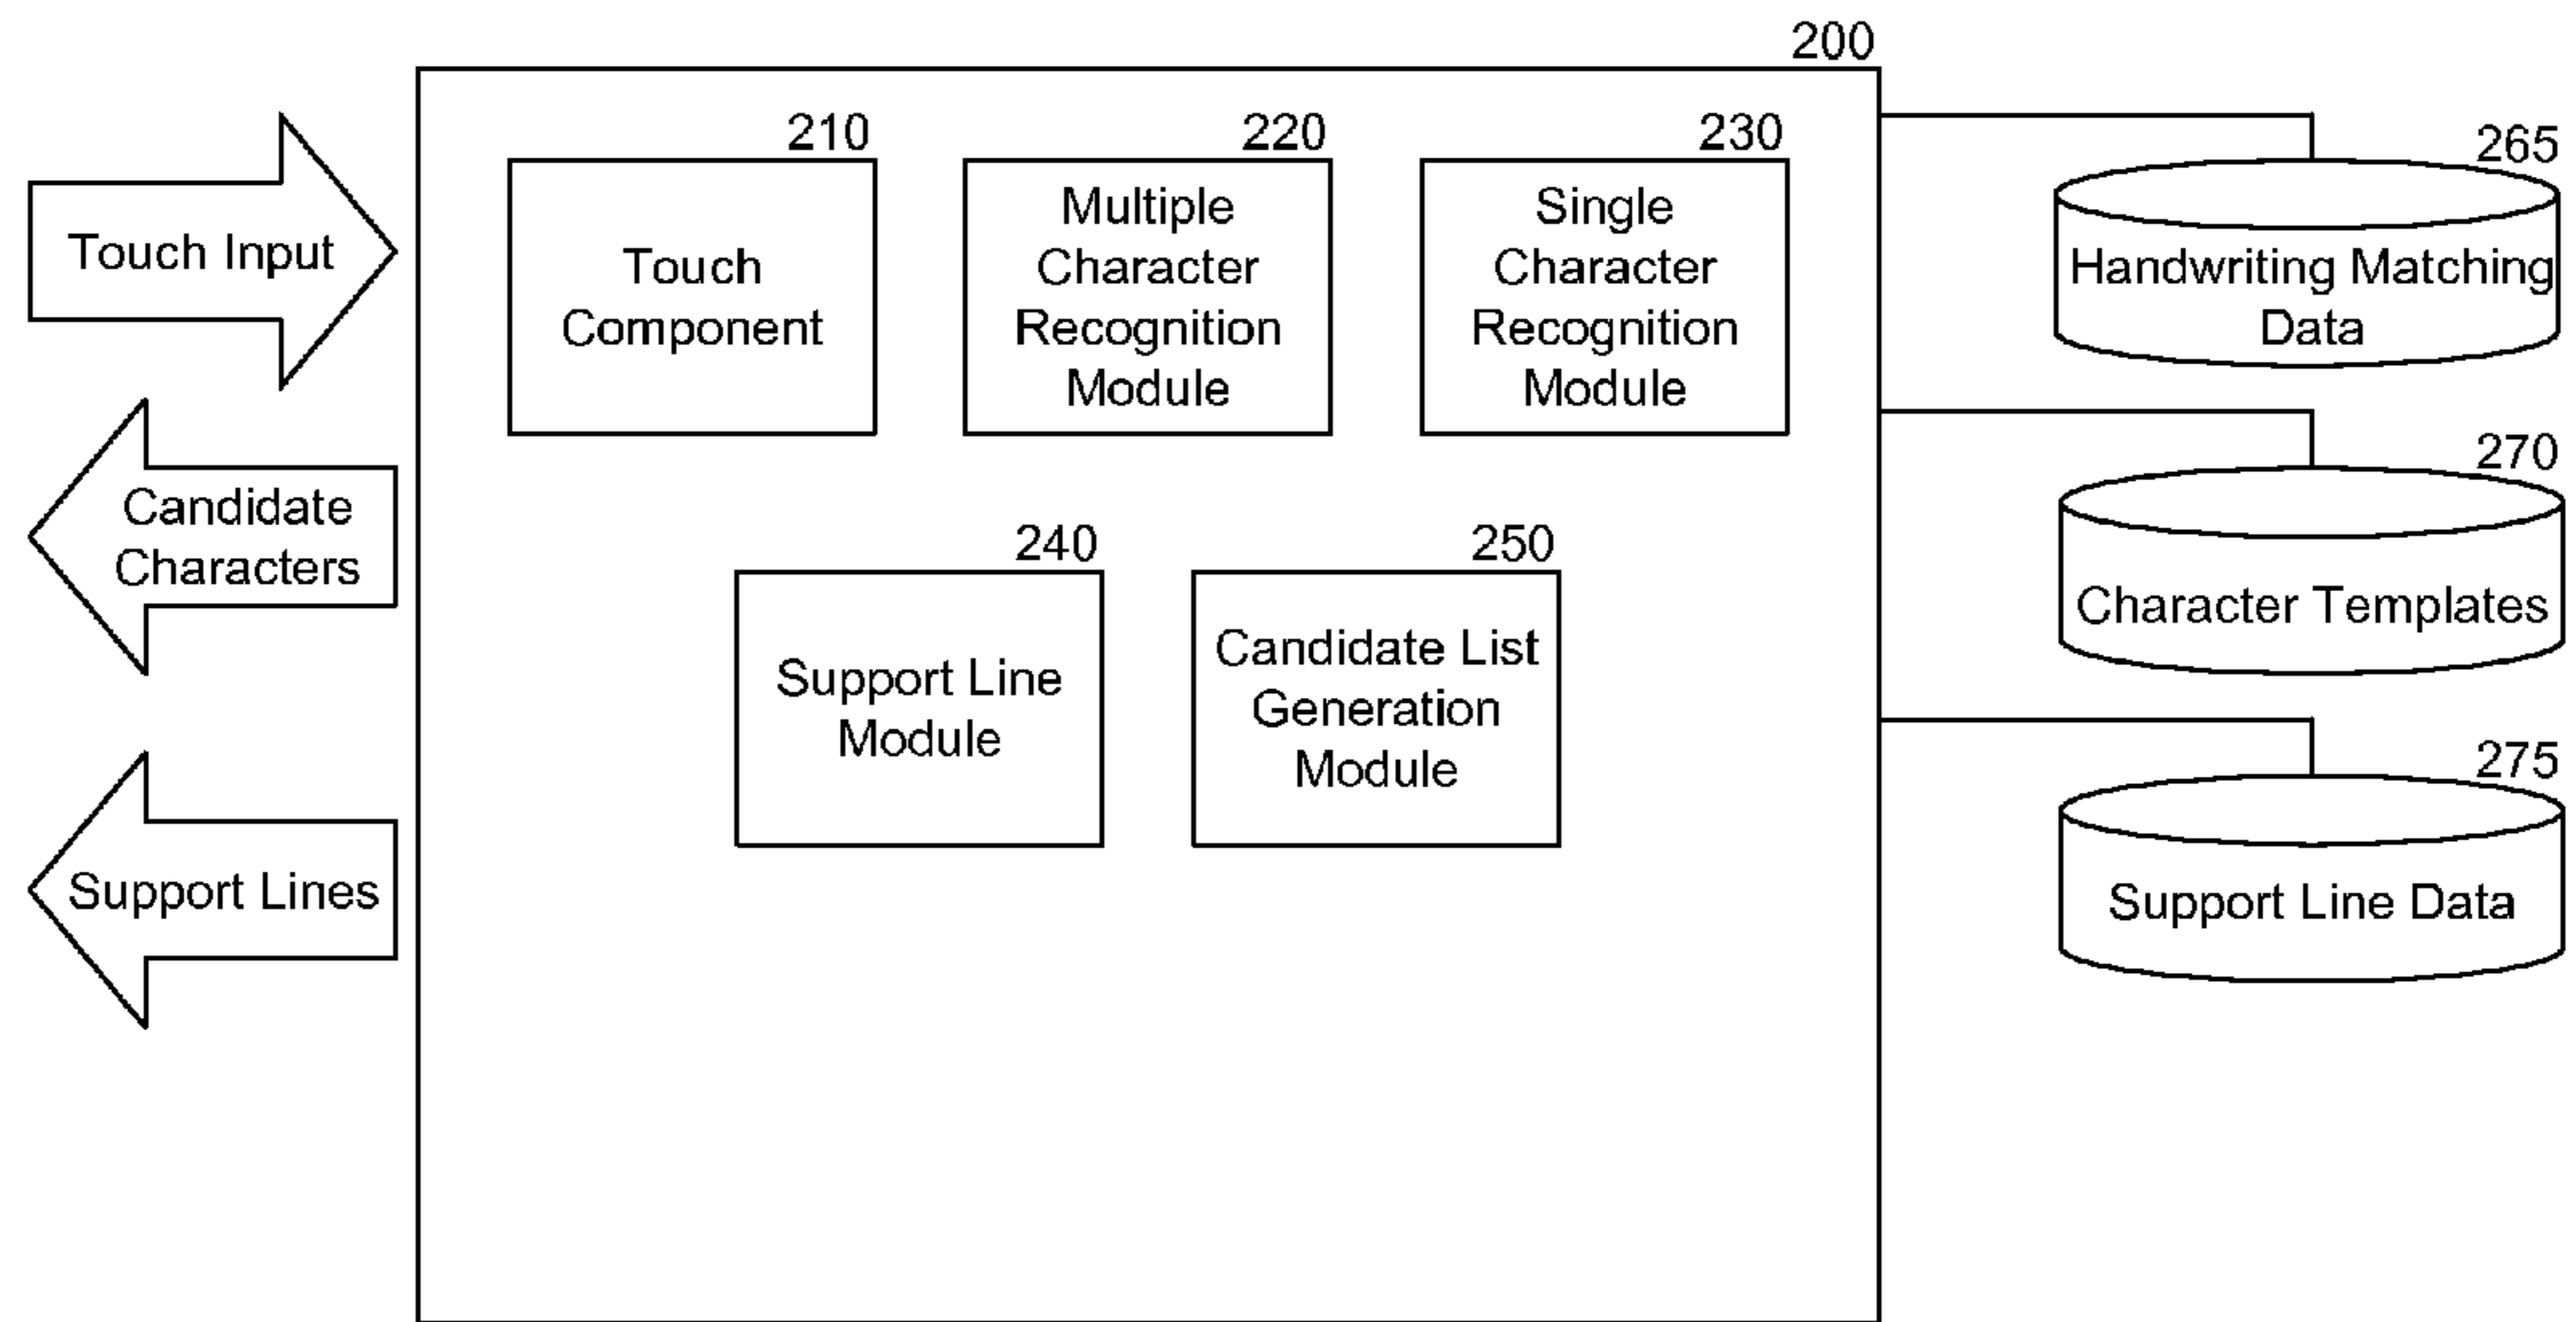 200
210
220
230
265
Touch Input
Touch
Component
Multiple
Character
Recognition
Module
Single
Character
Recognition
Module
Handwriting Matching
Data
270
Candidate
Characters
240
250
Character Templates
Support Line
Module
Candidate List
Generation
Module
275
Support Lines
Support Line Data